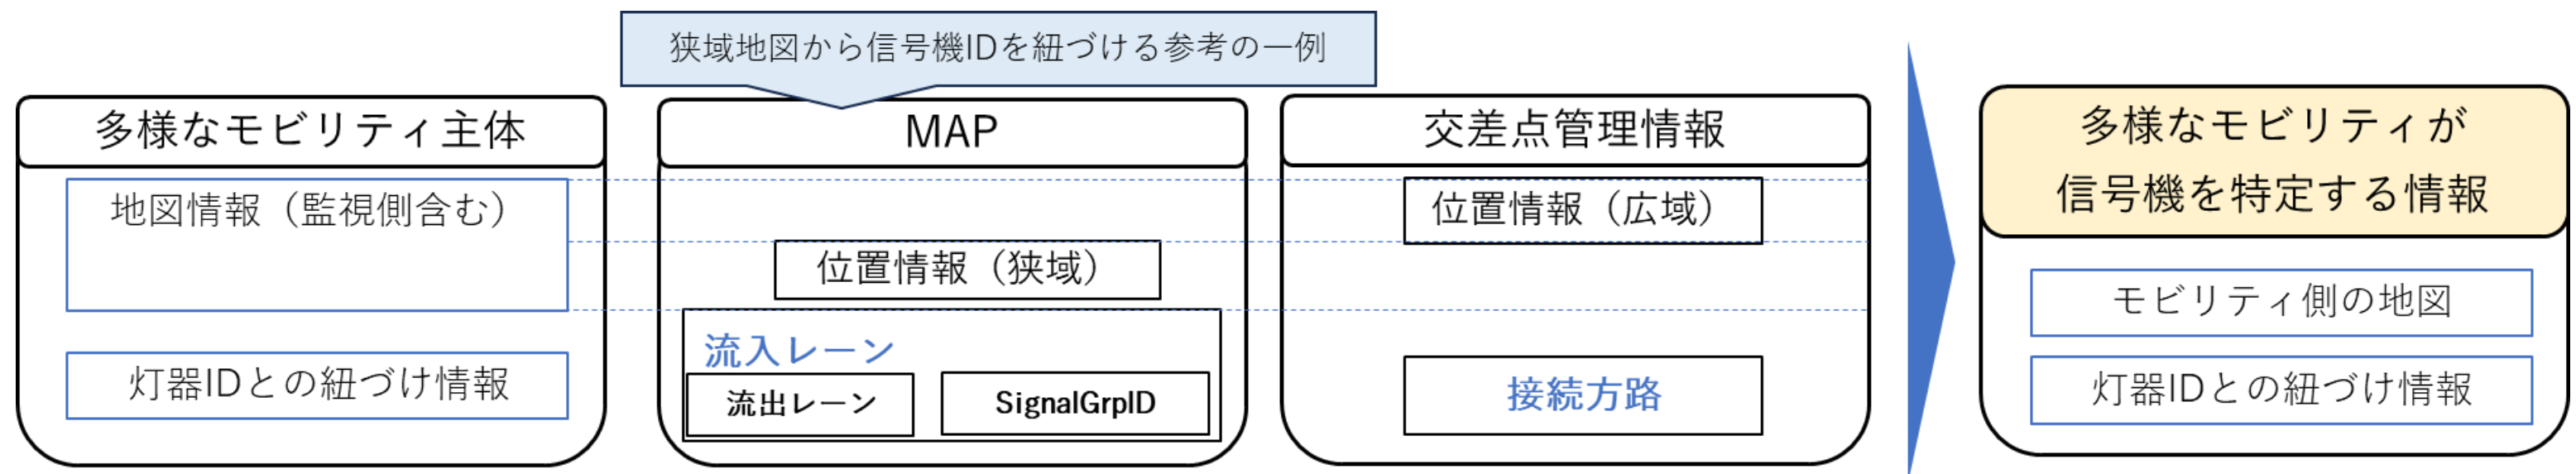 狭域地図から信号機IDを紐づける参考の一例
多様なモビリティ主体
地図情報（監視側含む）
灯器IDとの紐づけ情報
MAP
位置情報（狭域）
流入レーン
流出レーン
SignalGrpID
交差点管理情報
位置情報（広域）
接続方路
多様なモビリティが
信号機を特定する情報
モビリティ側の地図
灯器IDとの紐づけ情報